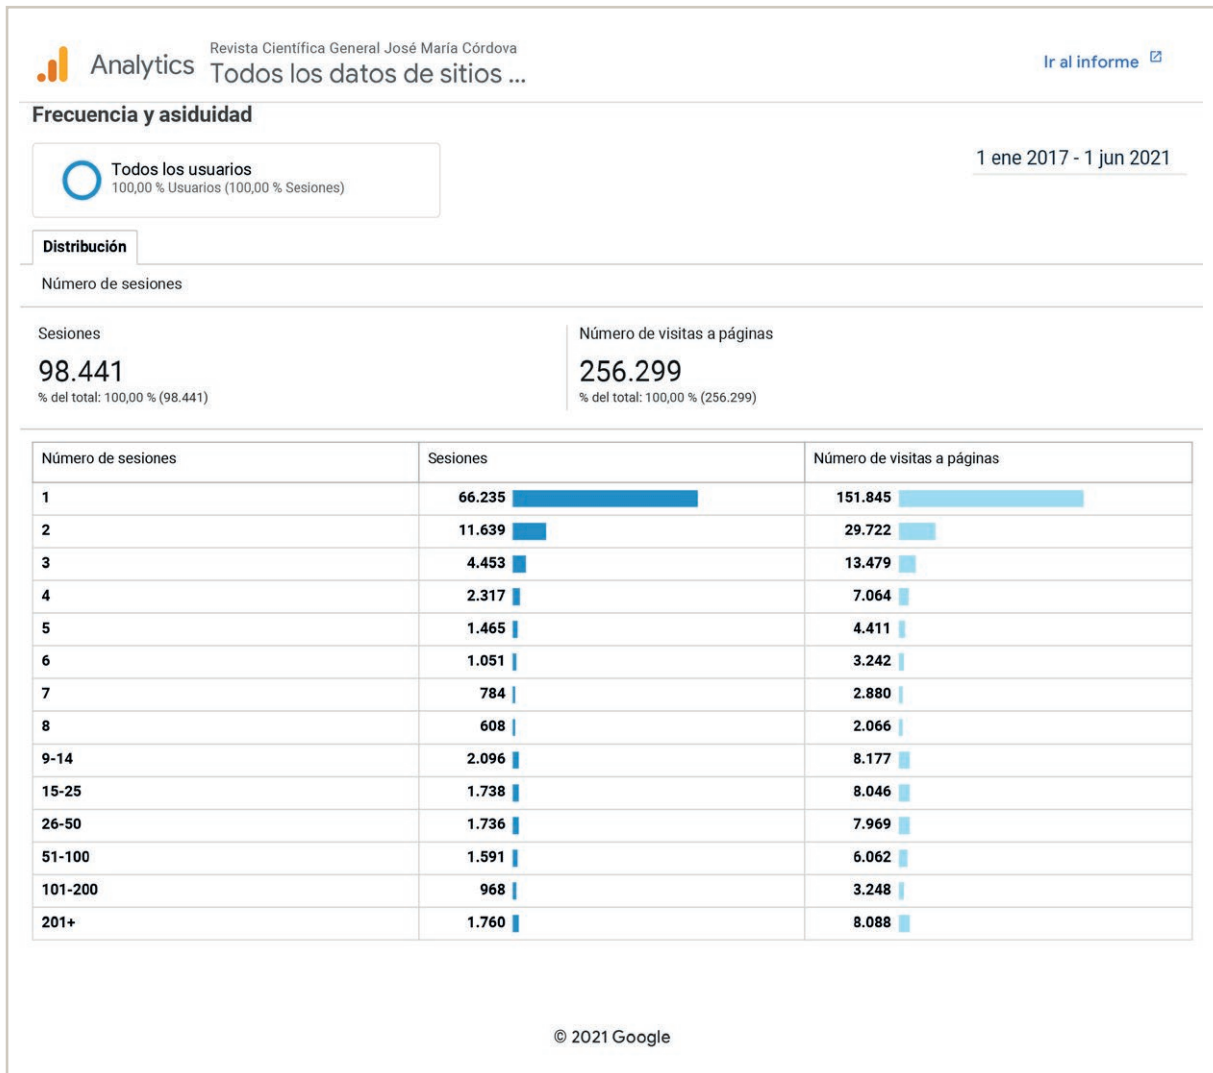 Analytics
Revista Científica General José María Córdova
Todos los datos de sitios ...
Ir al informe
Frecuencia y asiduidad
Todos los usuarios
100,00 % Usuarios (100,00 % Sesiones)
1 ene 2017 - 1 jun 2021
Distribución
Número de sesiones
Sesiones
98.441
% del total: 100,00 % (98.441)
Número de visitas a páginas
256.299
% del total: 100,00 % (256.299)
Número de sesiones Sesiones Número de visitas a páginas
1 66.235 151.845
2 11.639 29.722
3 4.453 13.479
4 2.317 7.064
5 1.465 4.411
6 1.051 3.242
7 784 2.880
8 608 2.066
9-14 2.096 8.177
15-25 1.738 8.046
26-50 1.736 7.969
51-100 1.591 6.062
101-200 968 3.248
201+ 1.760 8.088
© 2021 Google